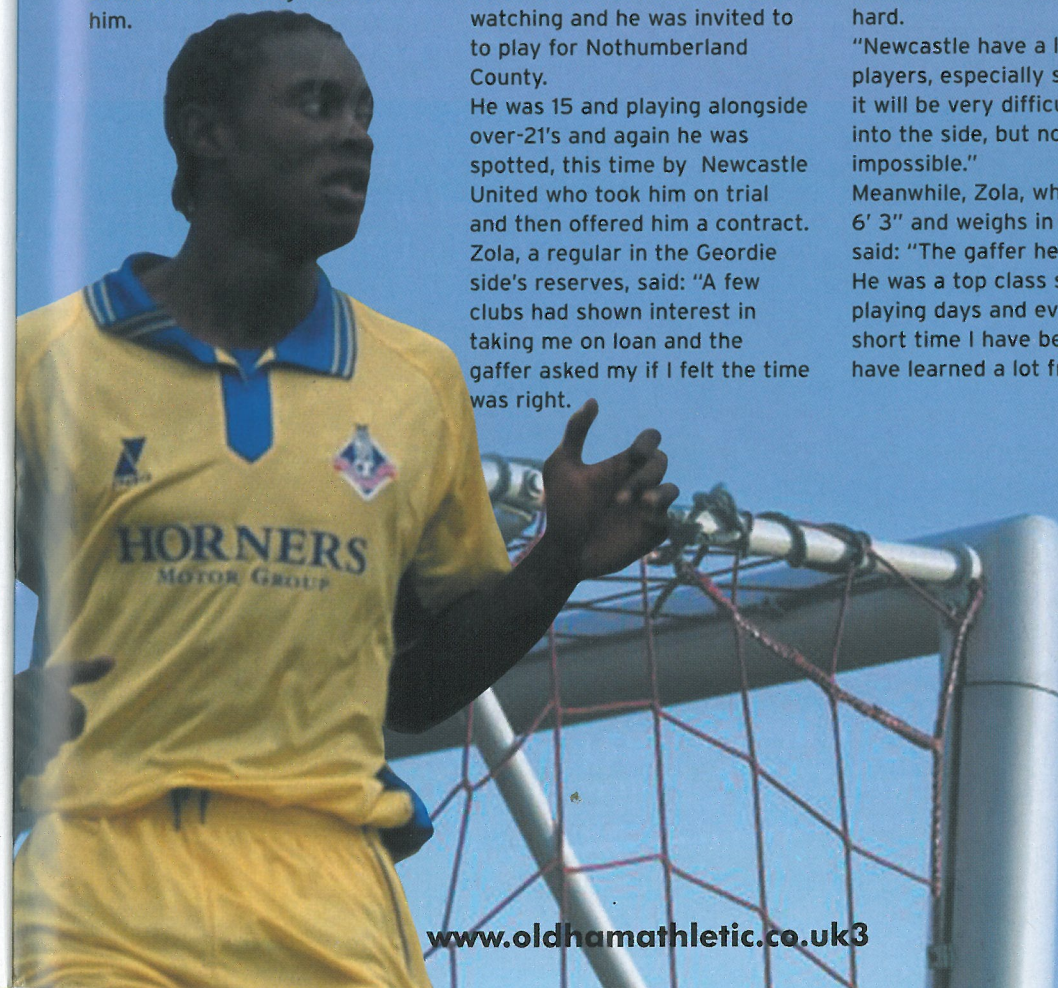 him.
watching and he was invited to
to play for Nothumberland
County.
He was 15 and playing alongside
over-21's and again he was
spotted, this time by Newcastle
United who took him on trial
and then offered him a contract.
Zola, a regular in the Geordie
side's reserves, said: “A few
clubs had shown interest in
taking me on loan and the
gaffer asked my if I felt the time
was right.
hard.
“Newcastle have a
players, especially
it will be very
into the side, but
impossible.”
Meanwhile, Zola,
6' 3” and weighs in
said: “The gaffer
He was a top class
playing days and
short time I have
have learned a lot
HORNERS
MOTOR GROUP
www.oldhamathletic.co.uk3